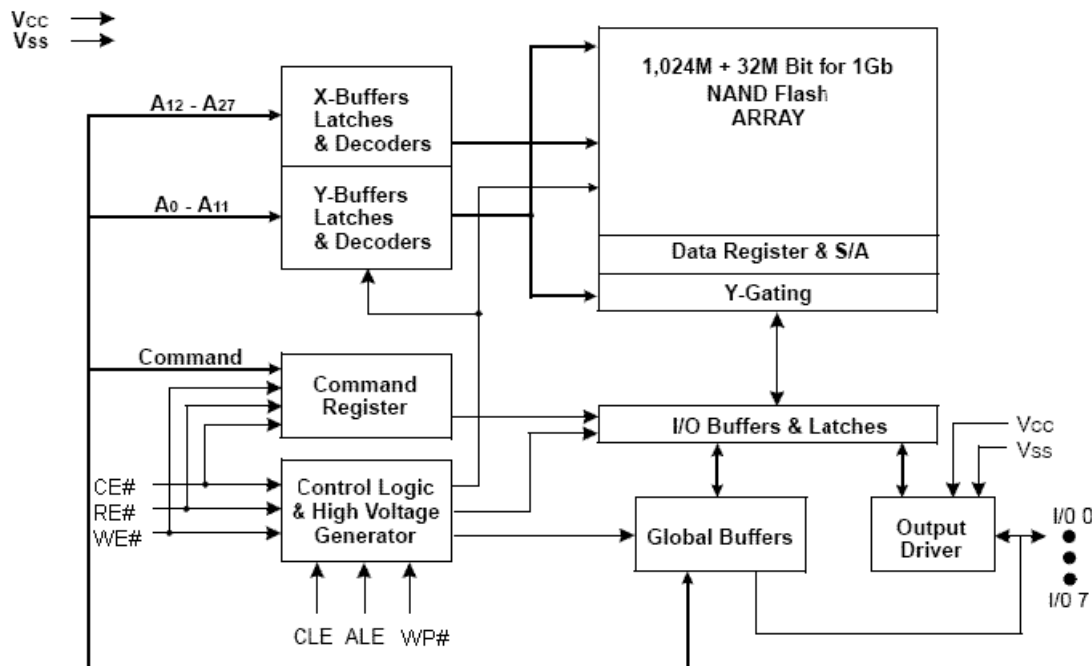 Vcc
Vss
1,024M + 32M Bit for 1Gb
NAND Flash
ARRAY
A12 - A27
X-Buffers
Latches
& Decoders
A0 - A11
Y-Buffers
Latches
& Decoders
Data Register & S/A
Y-Gating
Command
Command
Register
I/O Buffers & Latches
VCC
VSS
CE#
RE#
WE#
Control Logic
& High Voltage
Generator
Global Buffers
Output
Driver
I/O 0
I/0 7
CLE
ALE
WP#